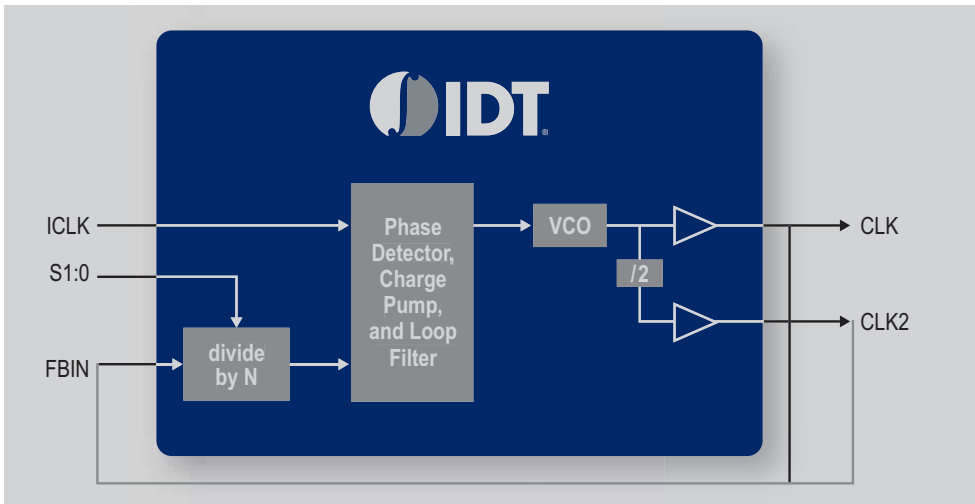 IDT
®
ICLK
S1:0
FBIN
divide
by N
Phase
Detector,
Charge
Pump,
and Loop
Filter
VCO
/2
CLK
CLK2